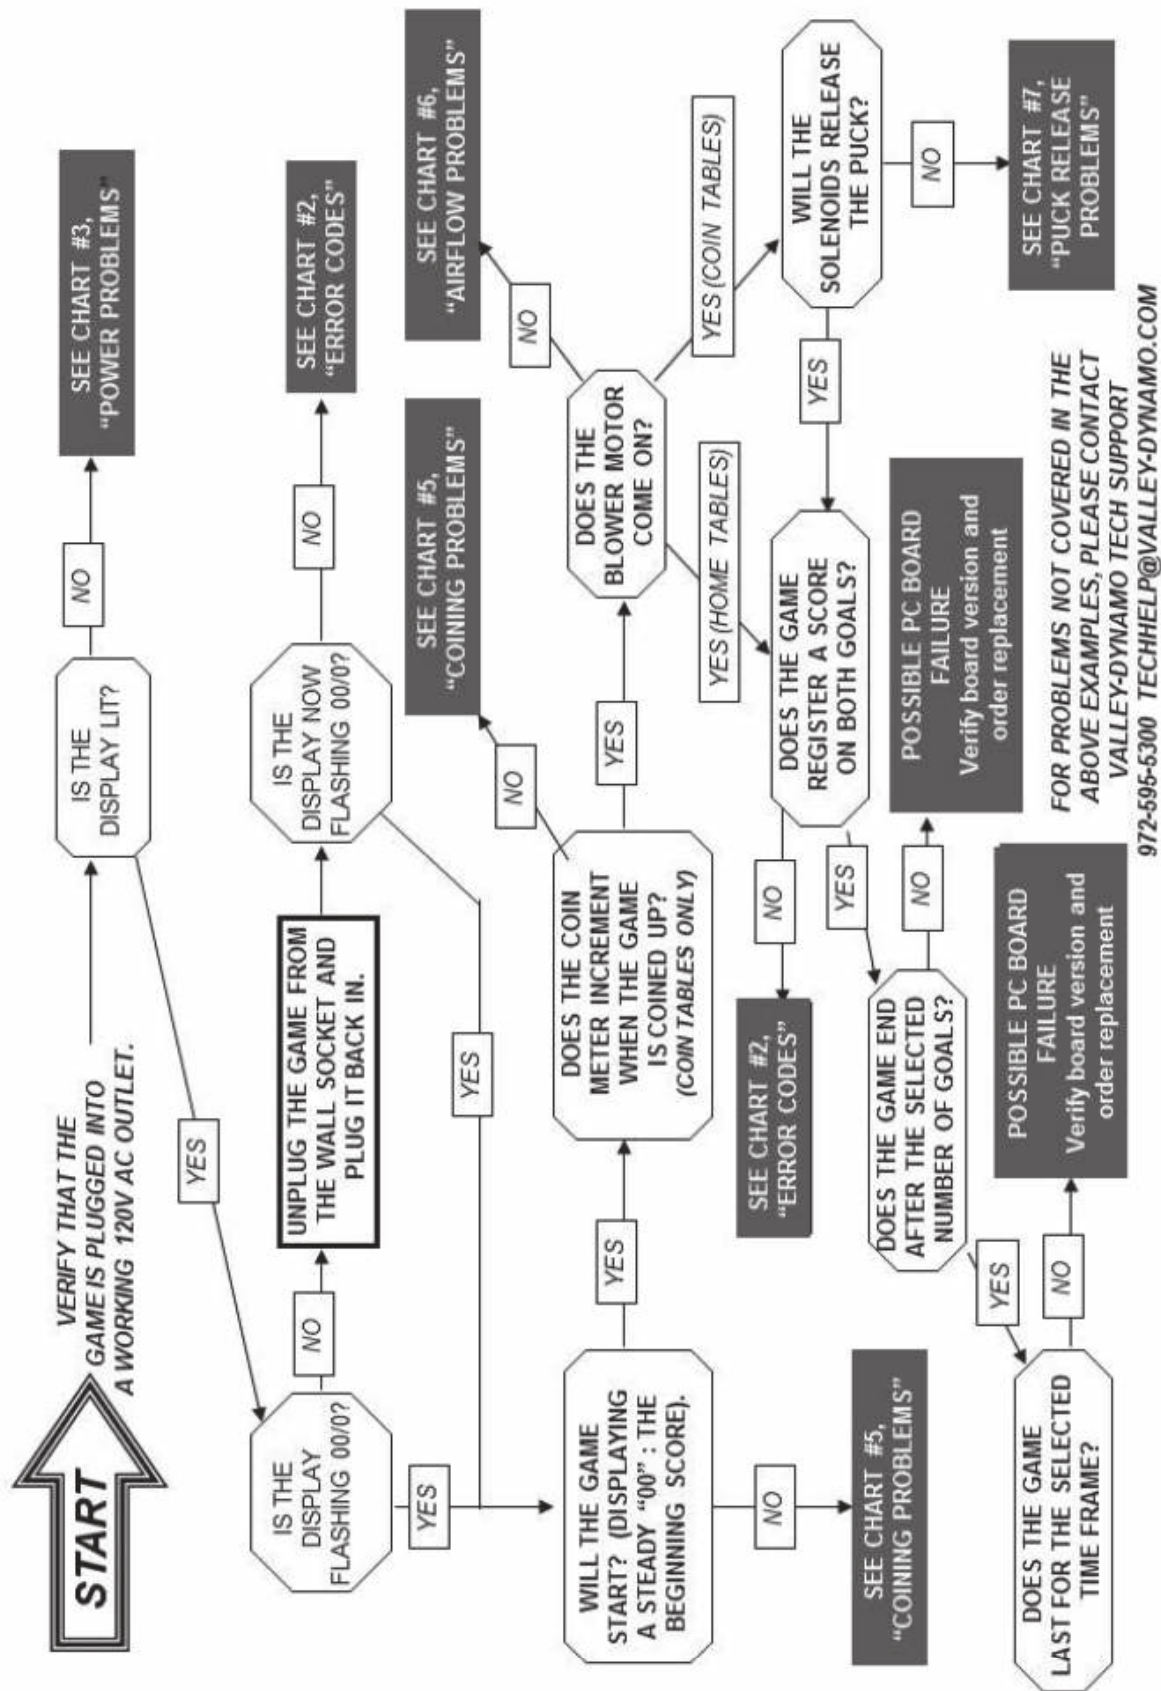 START
VERIFY THAT THE
GAME IS PLUGGED INTO
A WORKING 120V AC OUTLET.
IS THE
DISPLAY LIT?
NO
SEE CHART #3,
“POWER PROBLEMS”
YES
IS THE
DISPLAY
FLASHING 00/0?
NO
UNPLUG THE GAME FROM
THE WALL SOCKET AND
PLUG IT BACK IN.
IS THE
DISPLAY NOW
FLASHING 00/0?
NO
SEE CHART #2,
“ERROR CODES”
YES
YES
WILL THE GAME
START? (DISPLAYING
A STEADY “00” : THE
BEGINNING SCORE).
YES
DOES THE COIN
METER INCREMENT
WHEN THE GAME
IS COINED UP?
(COIN TABLES ONLY)
NO
SEE CHART #5,
“COINING PROBLEMS”
YES
DOES THE
BLOWER MOTOR
COME ON?
NO
SEE CHART #6,
“AIRFLOW PROBLEMS”
YES (HOME TABLES)
YES (COIN TABLES)
NO
SEE CHART #5,
“COINING PROBLEMS”
SEE CHART #2,
“ERROR CODES”
NO
DOES THE GAME
REGISTER A SCORE
ON BOTH GOALS?
YES
WILL THE
SOLENOIDS RELEASE
THE PUCK?
NO
SEE CHART #7,
“PUCK RELEASE
PROBLEMS”
YES
DOES THE GAME END
AFTER THE SELECTED
NUMBER OF GOALS?
NO
POSSIBLE PC BOARD
FAILURE
Verify board version and
order replacement
YES
DOES THE GAME
LAST FOR THE SELECTED
TIME FRAME?
NO
POSSIBLE PC BOARD
FAILURE
Verify board version and
order replacement
FOR PROBLEMS NOT COVERED IN THE
ABOVE EXAMPLES, PLEASE CONTACT
VALLEY-DYNAMO TECH SUPPORT
972-595-5300 TECHHELP@VALLEY-DYNAMO.COM